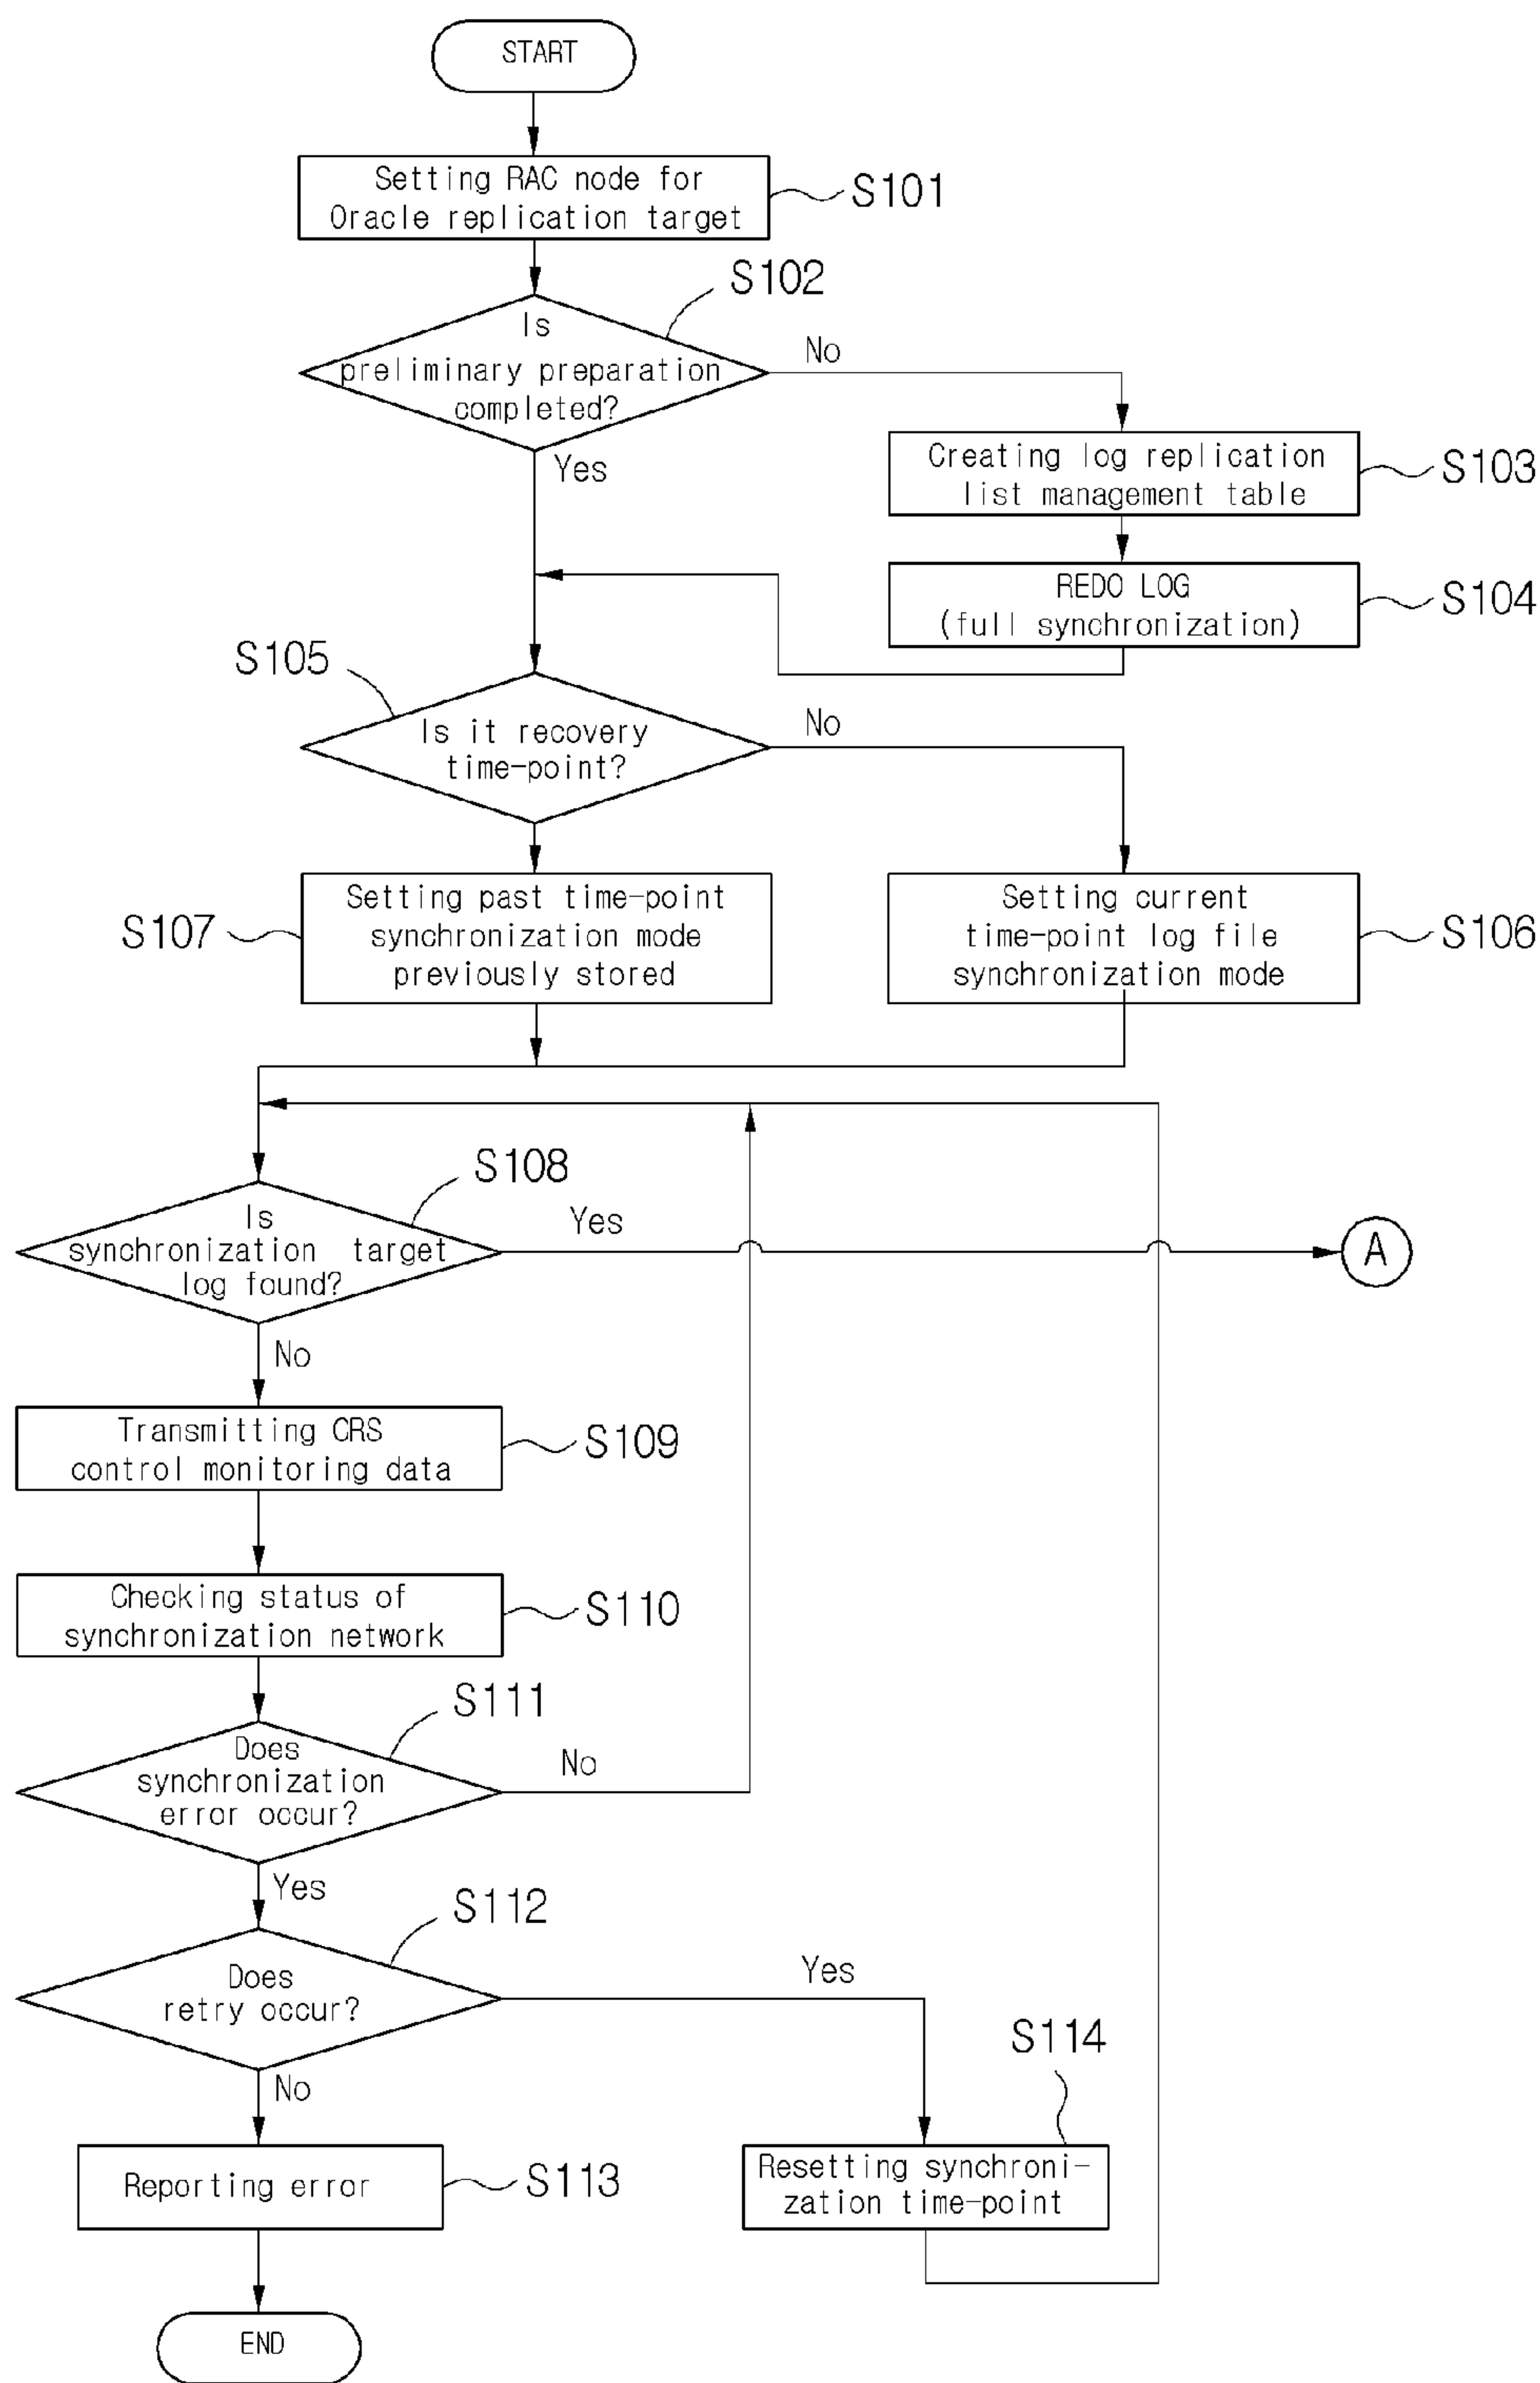 START
Setting RAC node for
Oracle replication target
S101
S102
Is
preliminary preparation
completed?
No
Yes
Creating log replication
list management table
S103
REDO LOG
(full synchronization)
S104
S105
Is it recovery
time-point?
No
Setting past time-point
synchronization mode
previously stored
S107
Setting current
time-point log file
synchronization mode
S106
S108
Is
synchronization target
log found?
Yes
A
No
Transmitting CRS
control monitoring data
S109
Checking status of
synchronization network
S110
S111
Does
synchronization
error occur?
No
Yes
S112
Does
retry occur?
Yes
No
S114
Reporting error
S113
Resetting synchroni-
zation time-point
END